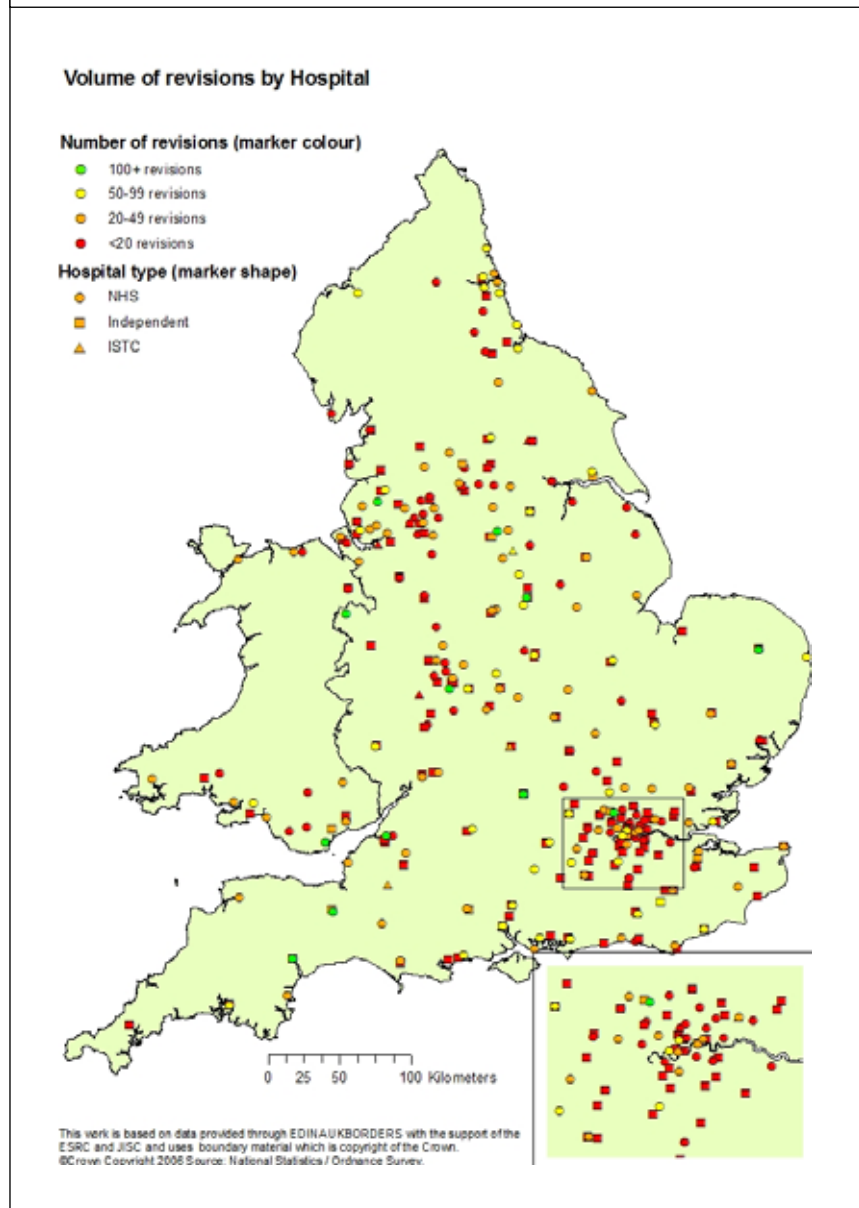 Volume of revisions by Hospital
Number of revisions (marker colour)
100+ revisions
50-99 revisions
20-49 revisions
<20 revisions
Hospital type (marker shape)
NHS
Independent
ISTC
0 25 50 100 Kilometers
This work is based on data provided through EDINAUKBORDERS with the support of the
ESRC and JISC and uses boundary material which is copyright of the Crown.
©Crown Copyright 2006 Source: National Statistics / Ordnance Survey.